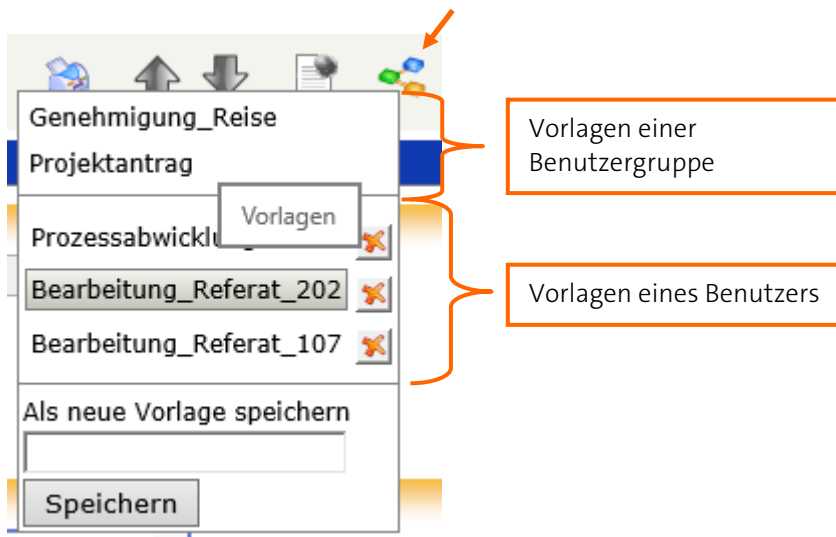 Genehmigung_Reise
Projektantrag
Vorlagen einer
Benutzergruppe
Vorlagen
Bearbeitung_Referat_202
Vorlagen eines Benutzers
Bearbeitung_Referat_107
Als neue Vorlage speichern
Speichern